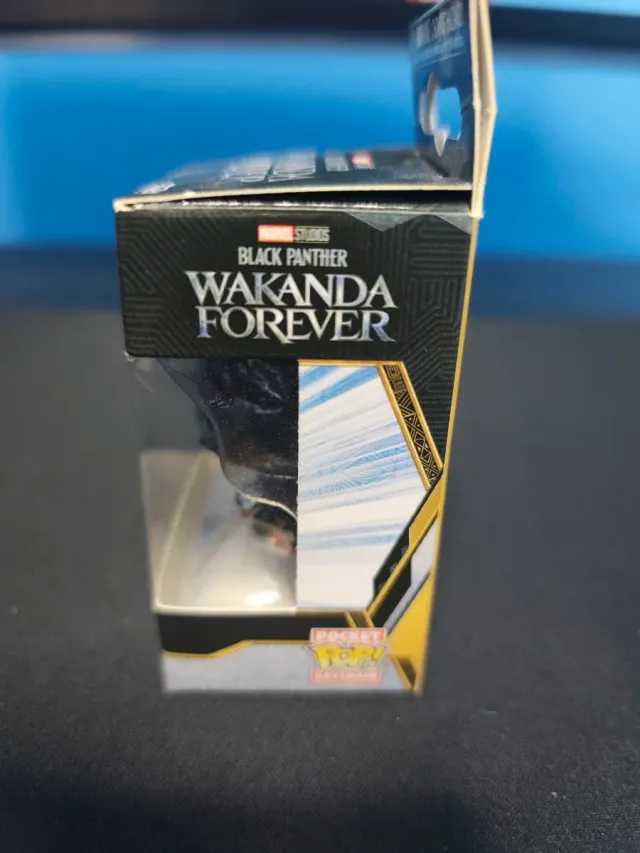 MARVEL STUDIOS
BLACK PANTHER
WAKANDA
FOREVER
POCKET
POP!
KEYCHAIN